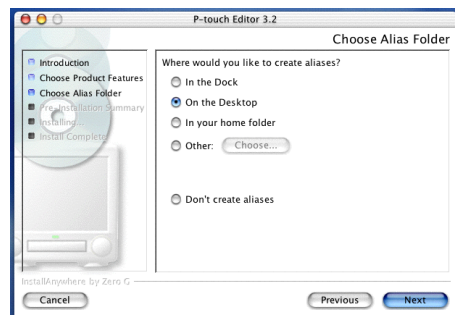 P-touch Editor 3.2
Choose Alias Folder
Introduction
Choose Product Features
Choose Alias Folder
Pre-Installation Summary
Installing...
Install Complete
Where would you like to create aliases?
In the Dock
On the Desktop
In your home folder
Other: Choose...
Don't create aliases
InstallAnywhere by Zero G
Cancel Previous Next